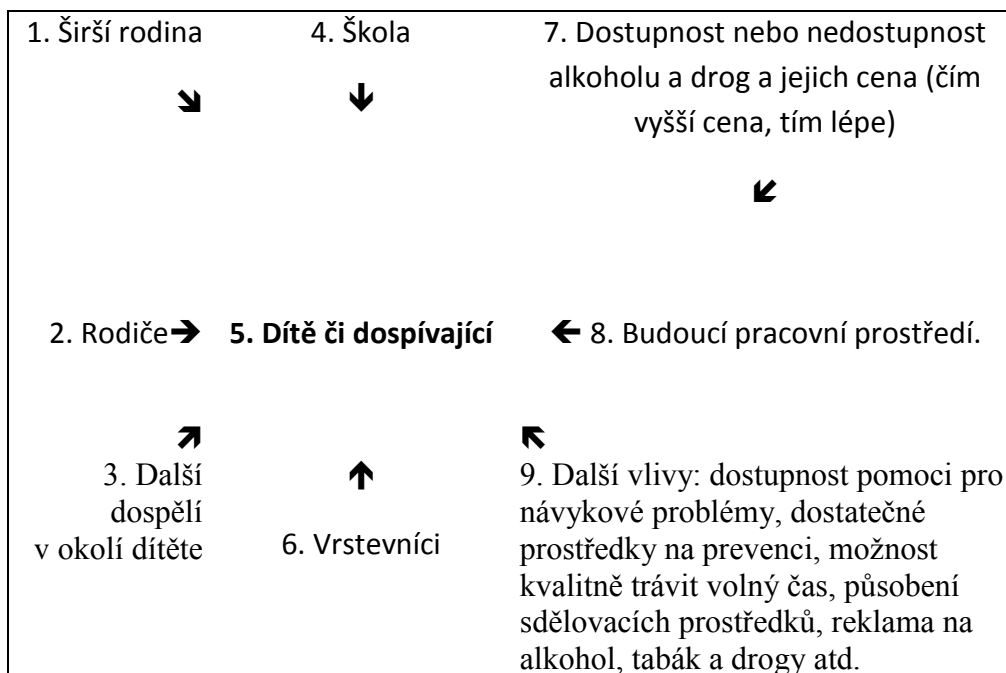 1. Širší rodina
4. Škola
7. Dostupnost nebo nedostupnost
alkoholu a drog a jejich cena (čím
vyšší cena, tím lépe)
2. Rodiče
5. Dítě či dospívající
8. Budoucí pracovní prostředí.
3. Další
dospělí
v okolí dítěte
6. Vrstevníci
9. Další vlivy: dostupnost pomoci pro
návykové problémy, dostatečné
prostředky na prevenci, možnost
kvalitně trávit volný čas, působení
sdělovacích prostředků, reklama na
alkohol, tabák a drogy atd.